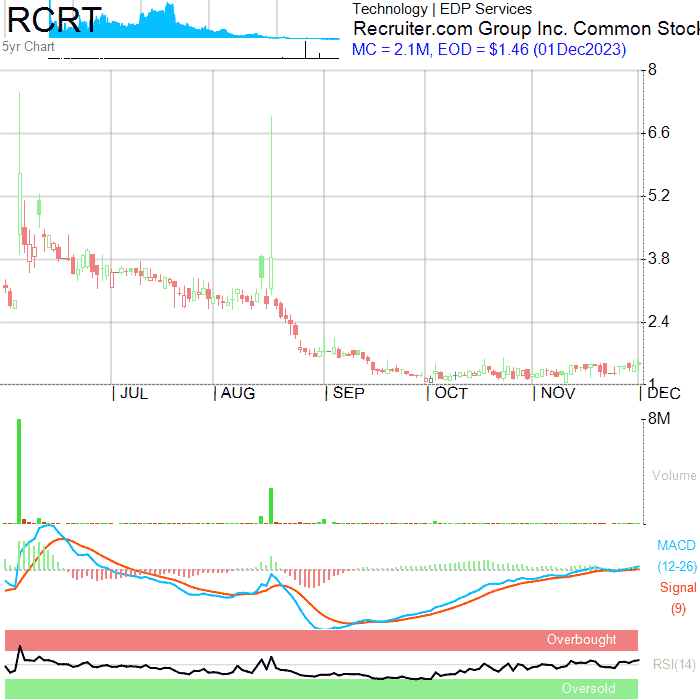 RCRT
5yr Chart
Technology | EDP Services
Recruiter.com Group Inc. Common Stock
MC = 2.1M, EOD = $1.46 (01Dec2023)
8
6.6
5.2
3.8
2.4
1
| JUL | AUG | SEP | OCT | NOV | DEC
8M
Volume
MACD
(12-26)
Signal
(9)
Overbought
RSI(14)
Oversold